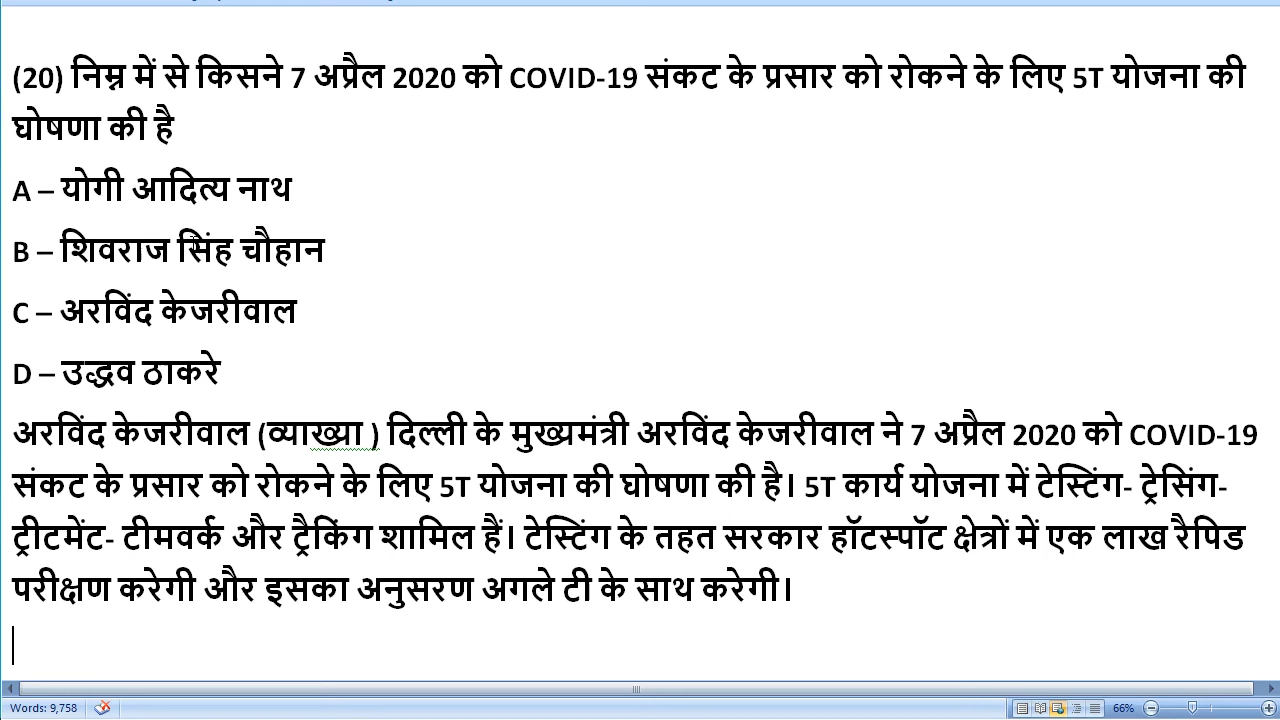 (20) निम्न में से किसने 7 अप्रैल 2020 को COVID-19 संकट के प्रसार को रोकने के लिए 5T योजना की
घोषणा की है
A – योगी आदित्य नाथ
B – शिवराज सिंह चौहान
C – अरविंद केजरीवाल
D – उद्धव ठाकरे
अरविंद केजरीवाल (व्याख्या ) दिल्ली के मुख्यमंत्री अरविंद केजरीवाल ने 7 अप्रैल 2020 को COVID-19
संकट के प्रसार को रोकने के लिए 5T योजना की घोषणा की है। 5T कार्य योजना में टेस्टिंग- ट्रेसिंग-
ट्रीटमेंट- टीमवर्क और ट्रैकिंग शामिल हैं। टेस्टिंग के तहत सरकार हॉटस्पॉट क्षेत्रों में एक लाख रैपिड
परीक्षण करेगी और इसका अनुसरण अगले टी के साथ करेगी।
Words: 9,758 66%